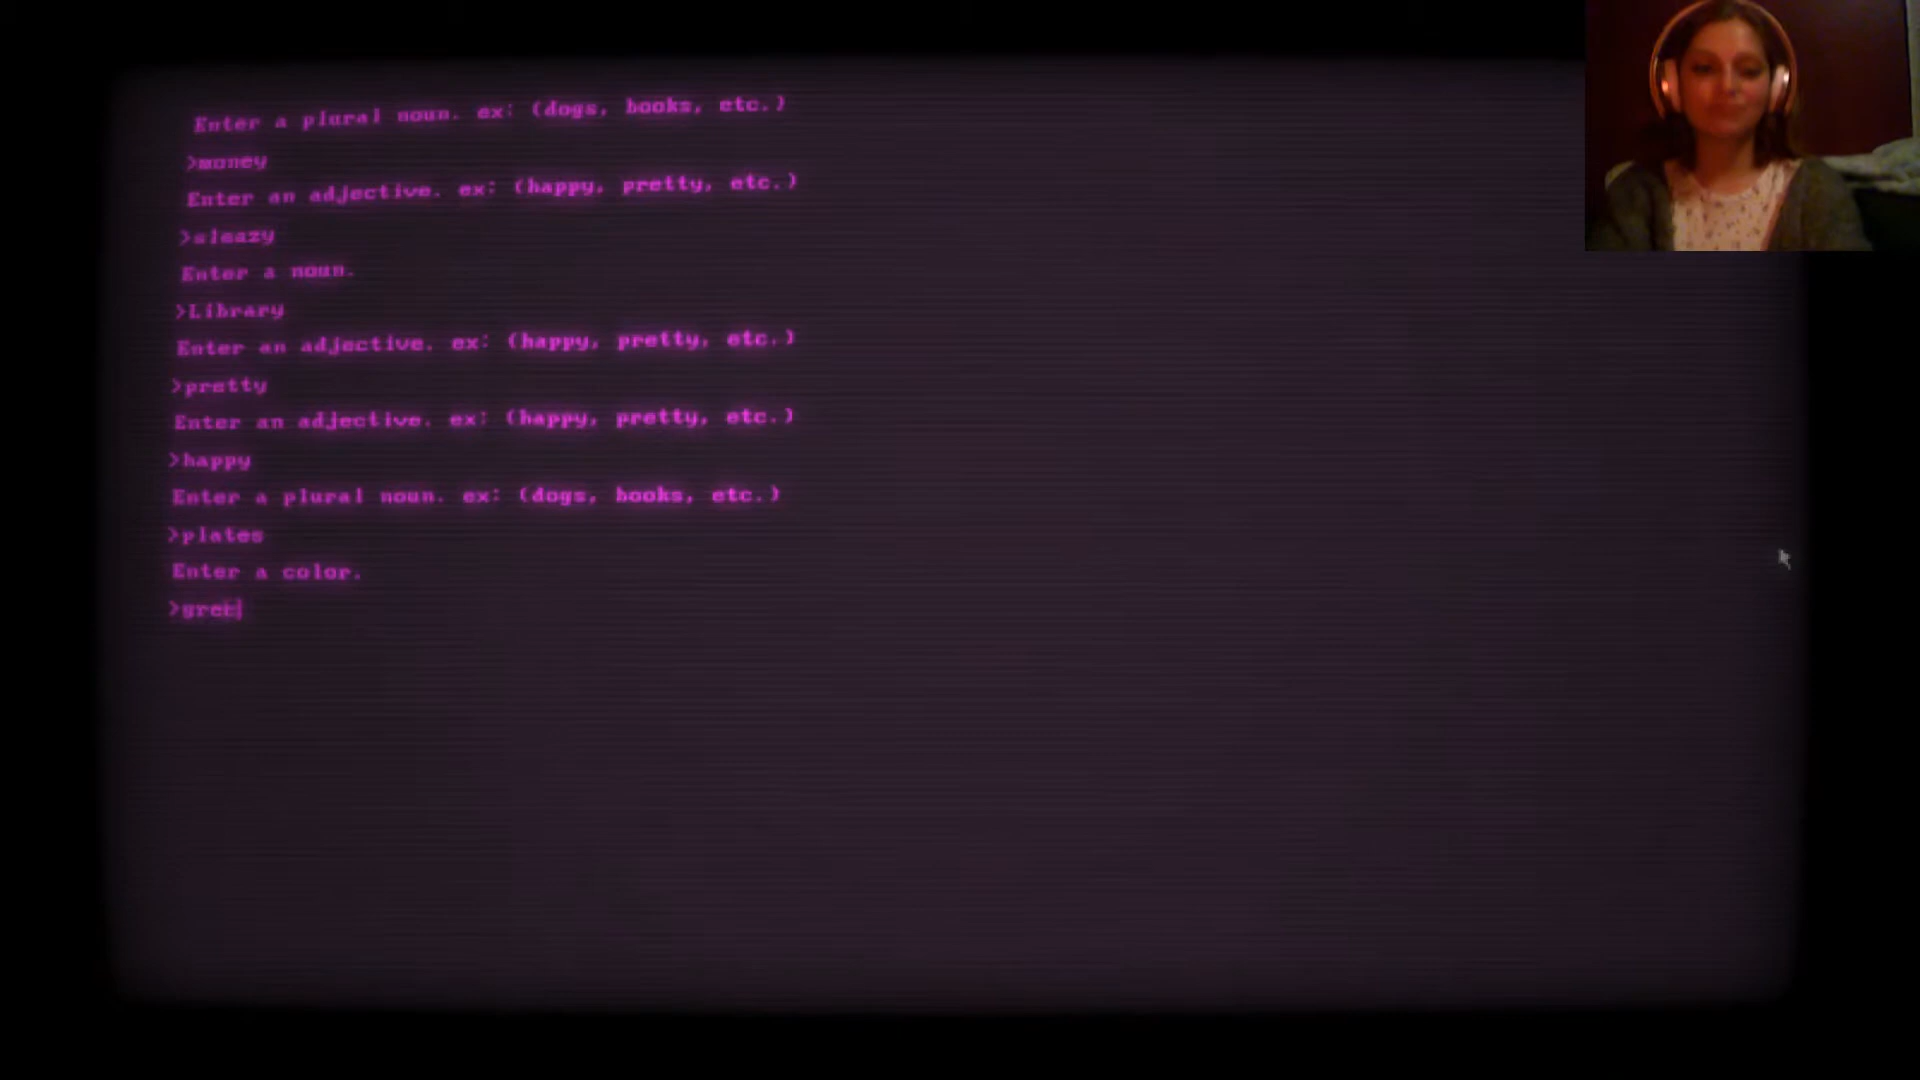 Enter a plural noun. ex: (dogs, books, etc.)
>money
Enter an adjective. ex: (happy, pretty, etc.)
>sleazy
Enter a noun.
>Library
Enter an adjective. ex: (happy, pretty, etc.)
>pretty
Enter an adjective. ex: (happy, pretty, etc.)
>happy
Enter a plural noun. ex: (dogs, books, etc.)
>plates
Enter a color.